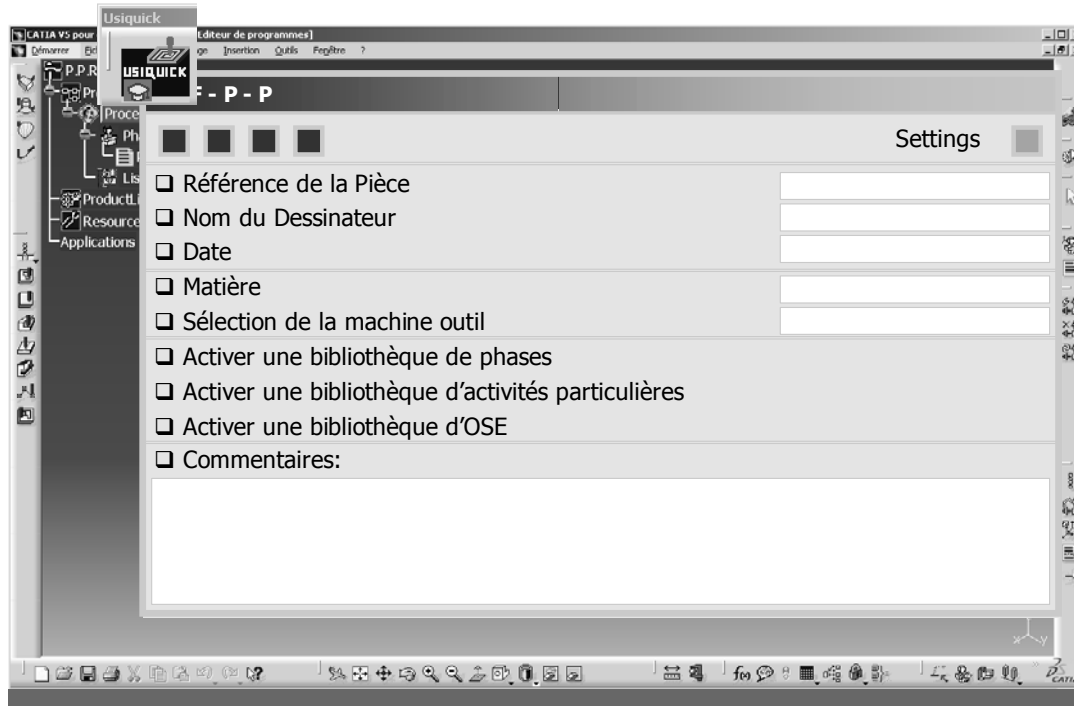 Usiquick
CATIA V5 pour
Editeur de programmes]
Démarrer
Insertion Outils Fenêtre ?
USIQUICK
P.P.R
F - P - P
Proce
Settings
Référence de la Pièce
ProductLi
Nom du Dessinateur
Resource
Applications
Date
Matière
Sélection de la machine outil
Activer une bibliothèque de phases
Activer une bibliothèque d’activités particulières
Activer une bibliothèque d’OSE
Commentaires:
CATIA